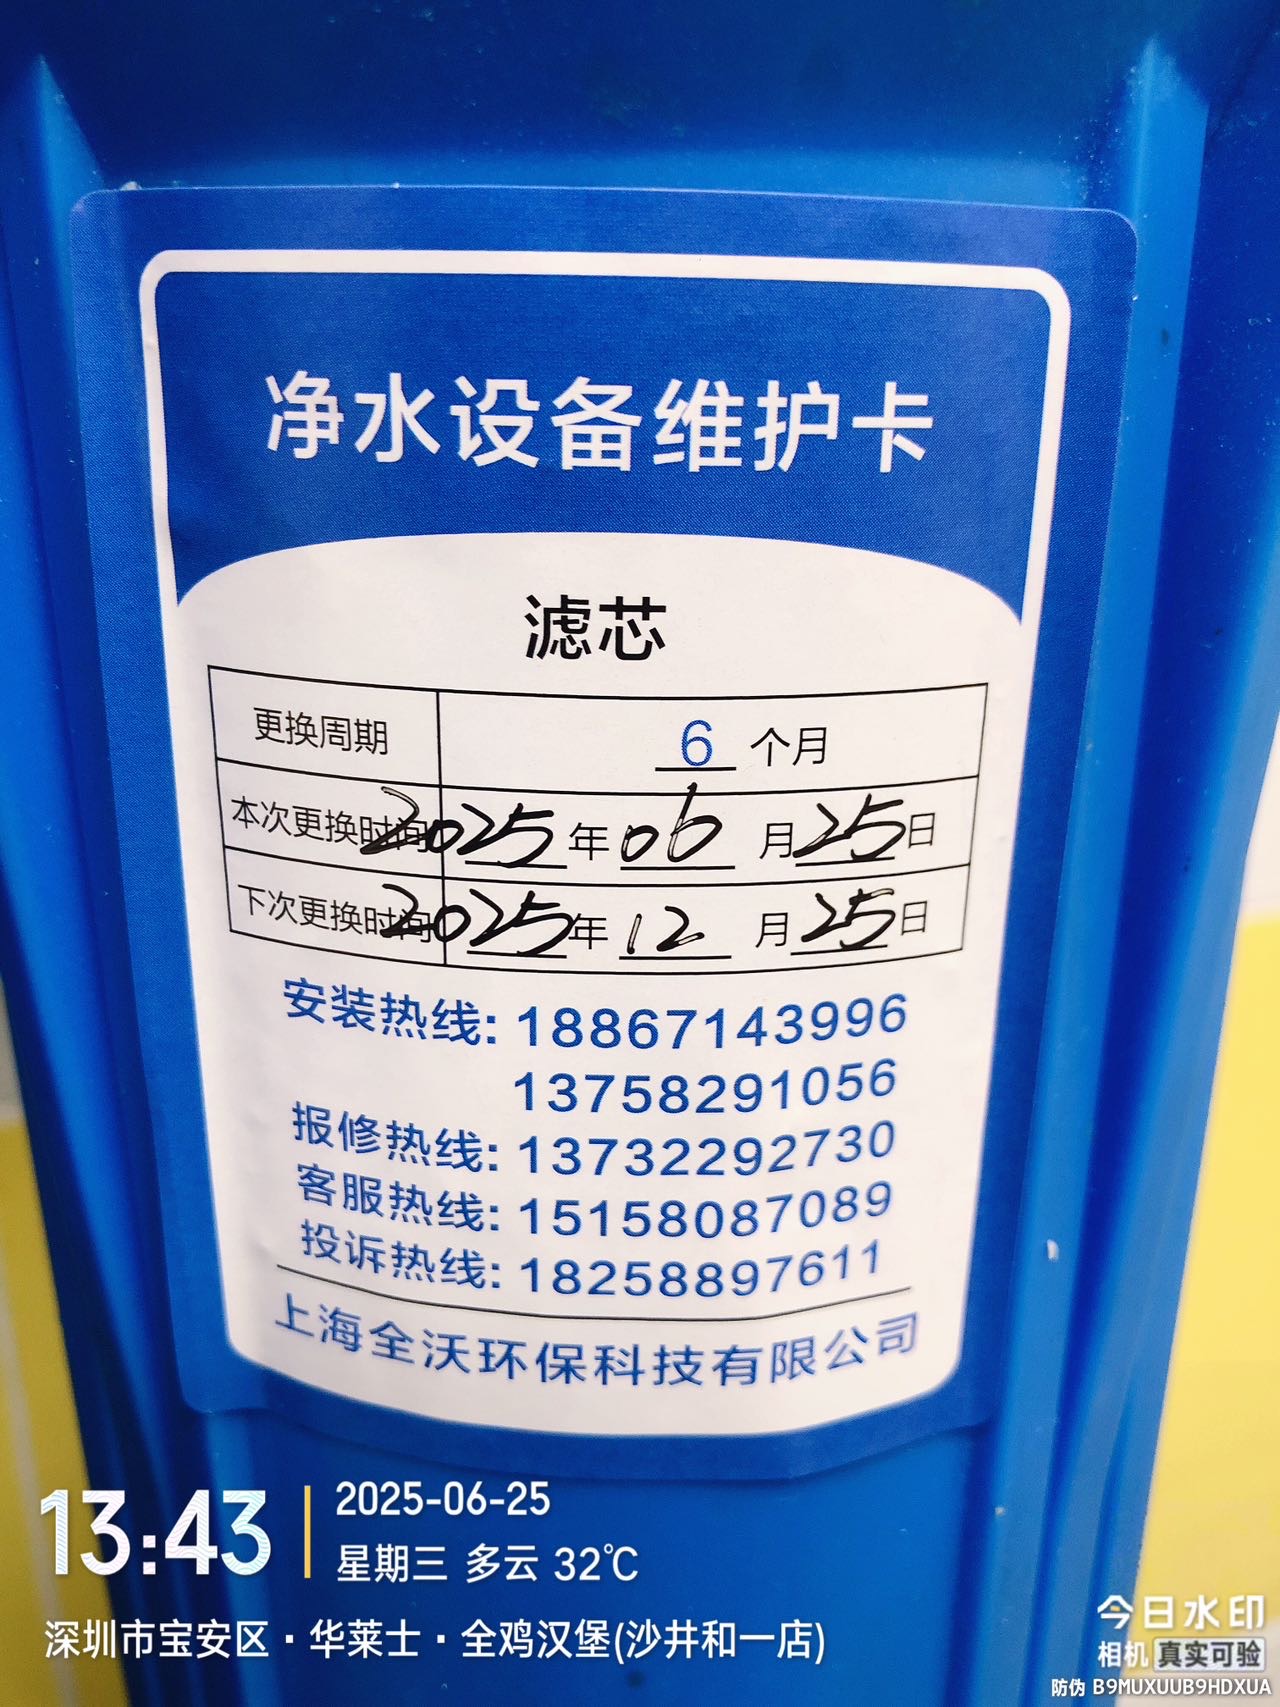 净水设备维护卡
滤芯
更换周期 6 个月
本次更换时间 2025 年 06 月 25 日
下次更换时间 2025 年 12 月 25 日
安装热线: 18867143996
13758291056
报修热线: 13732292730
客服热线: 15158087089
投诉热线: 18258897611
上海全沃环保科技有限公司
13:43
2025-06-25
星期三 多云 32℃
深圳市宝安区·华莱士·全鸡汉堡(沙井和一店)
今日水印
相机 真实可验
防伪 B9MUXUUB9HDXUA